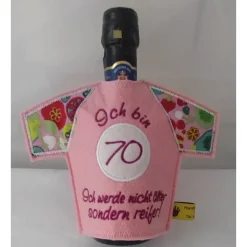 Ich bin
70
Ich werde nicht älter
sondern reifer!